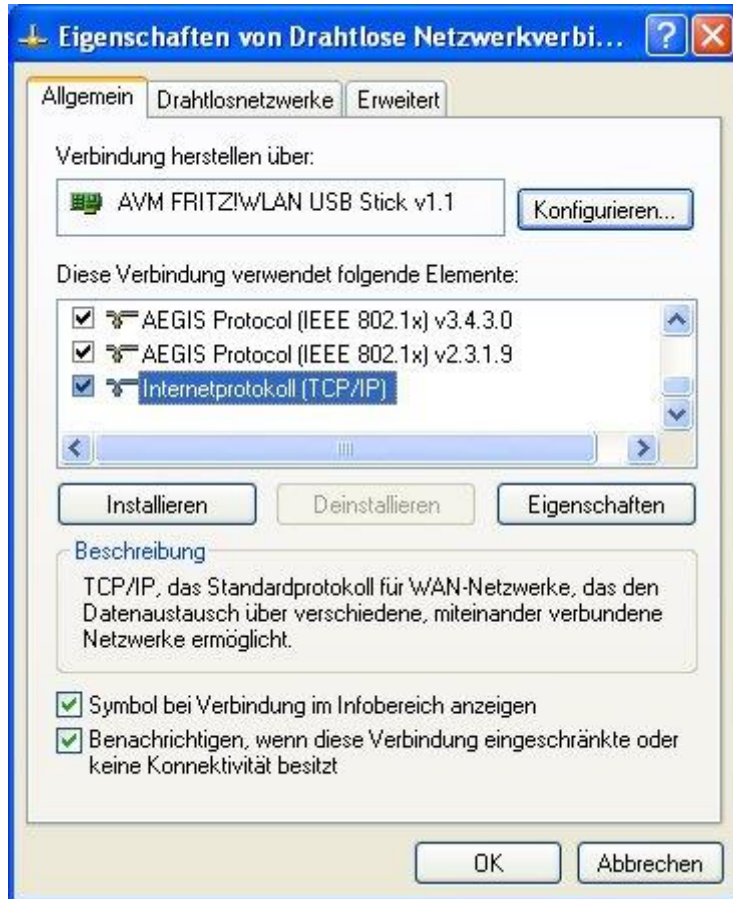 Eigenschaften von Drahtlose Netzwerkverbi...
Allgemein Drahtlosnetzwerke Erweitert
Verbindung herstellen über:
AVM FRITZ!WLAN USB Stick v1.1 Konfigurieren...
Diese Verbindung verwendet folgende Elemente:
AEGIS Protocol (IEEE 802.1x) v3.4.3.0
AEGIS Protocol (IEEE 802.1x) v2.3.1.9
Internetprotokoll (TCP/IP)
Installieren Deinstallieren Eigenschaften
Beschreibung
TCP/IP, das Standardprotokoll für WAN-Netzwerke, das den
Datenaustausch über verschiedene, miteinander verbundene
Netzwerke ermöglicht.
Symbol bei Verbindung im Infobereich anzeigen
Benachrichtigen, wenn diese Verbindung eingeschränkte oder
keine Konnektivität besitzt
OK Abbrechen